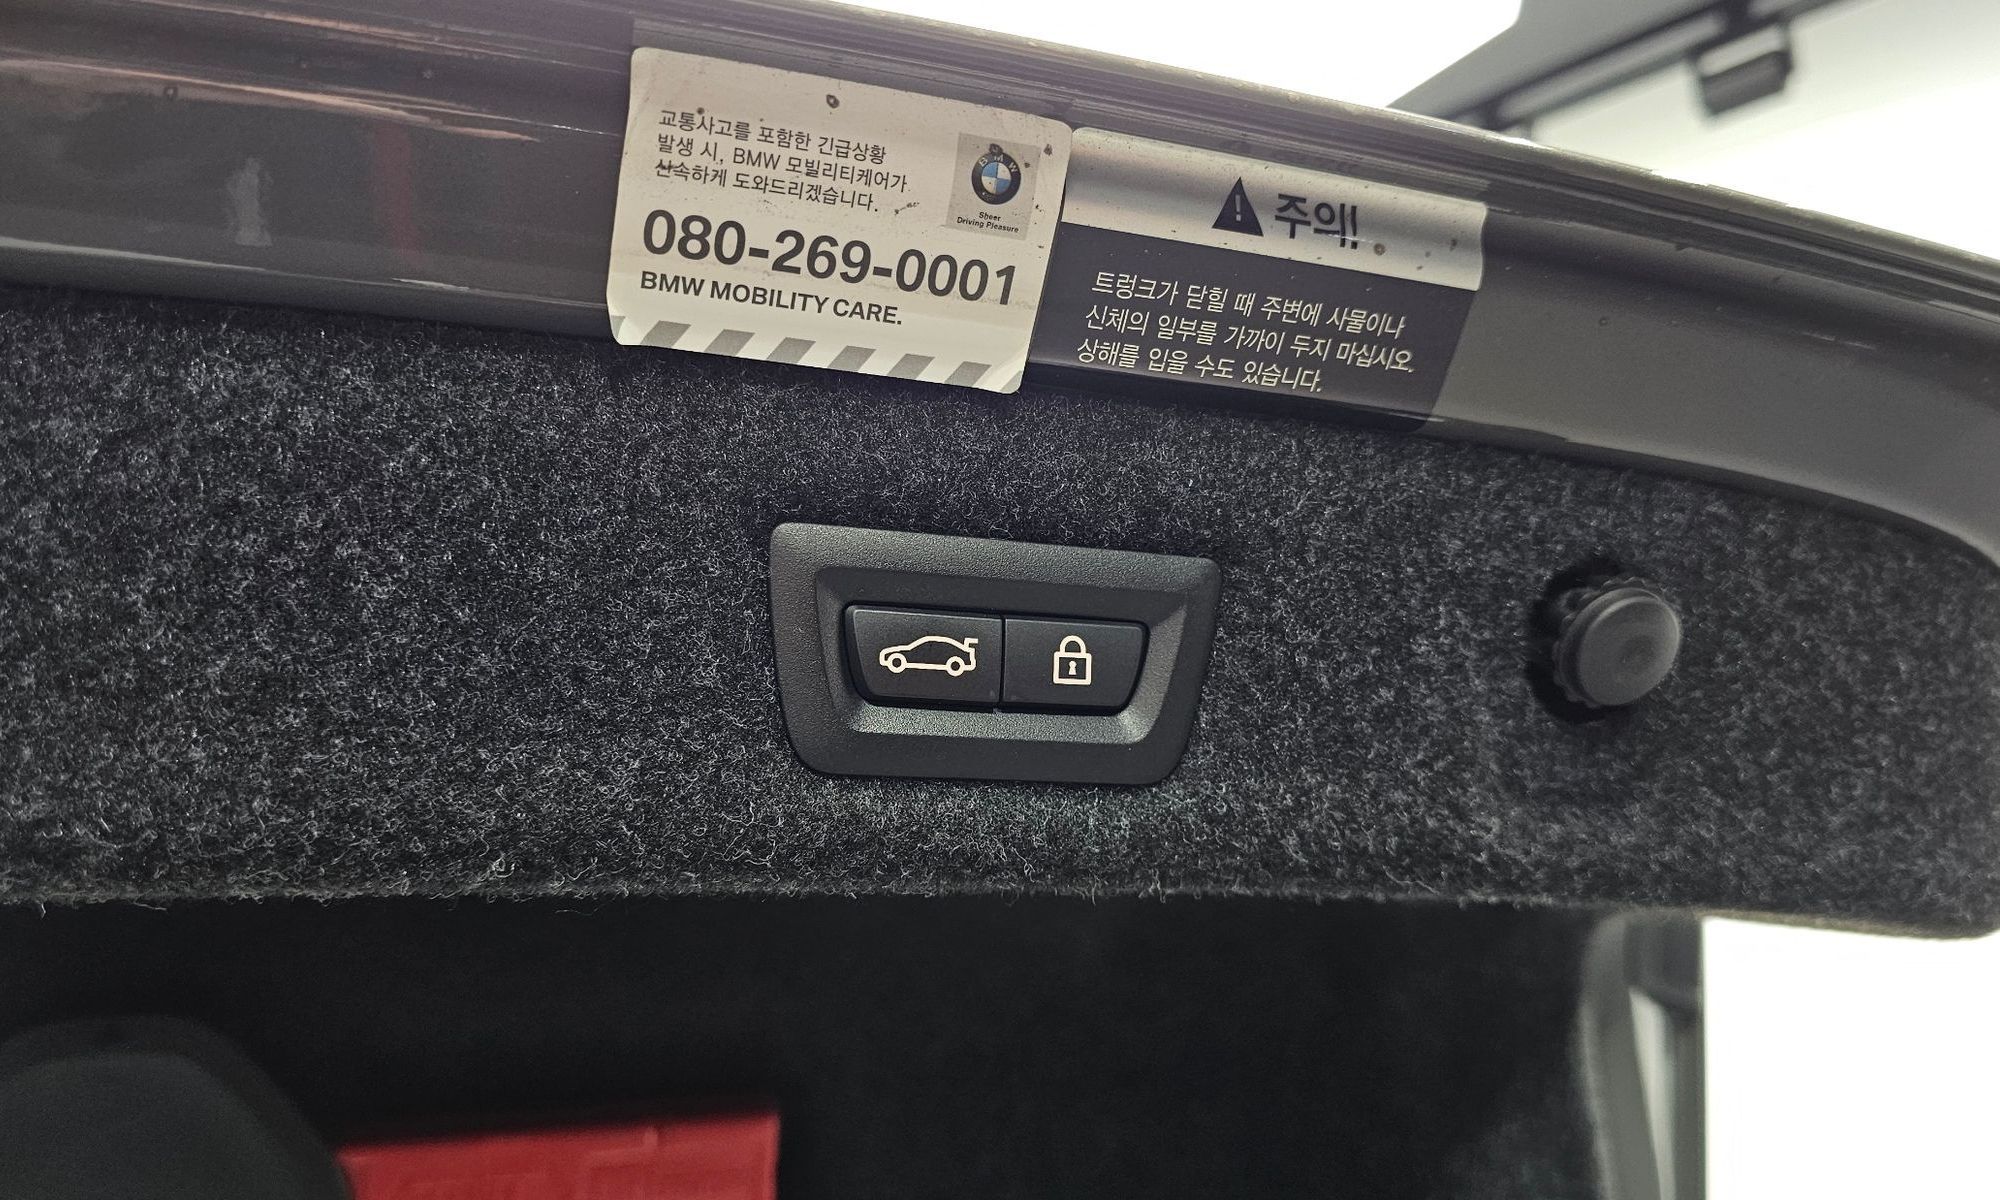 교통사고를 포함한 긴급상황
발생 시, BMW 모빌리티케어가
신속하게 도와드리겠습니다.
BMW
Sheer
Driving Pleasure
080-269-0001
BMW MOBILITY CARE.
주의!
트렁크가 닫힐 때 주변에 사물이나
신체의 일부를 가까이 두지 마십시오.
상해를 입을 수도 있습니다.